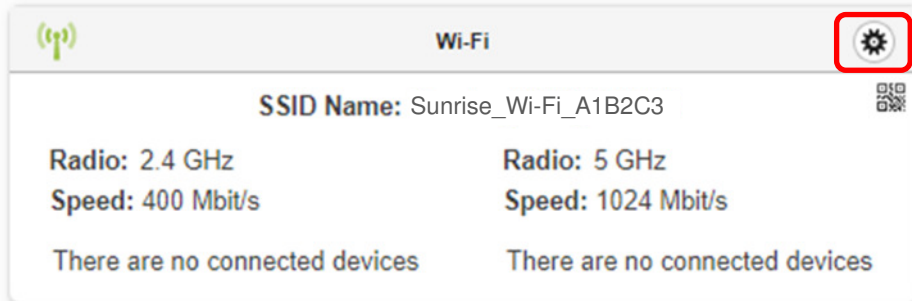 Wi-Fi
SSID Name: Sunrise_Wi-Fi_A1B2C3
Radio: 2.4 GHz
Speed: 400 Mbit/s
There are no connected devices
Radio: 5 GHz
Speed: 1024 Mbit/s
There are no connected devices